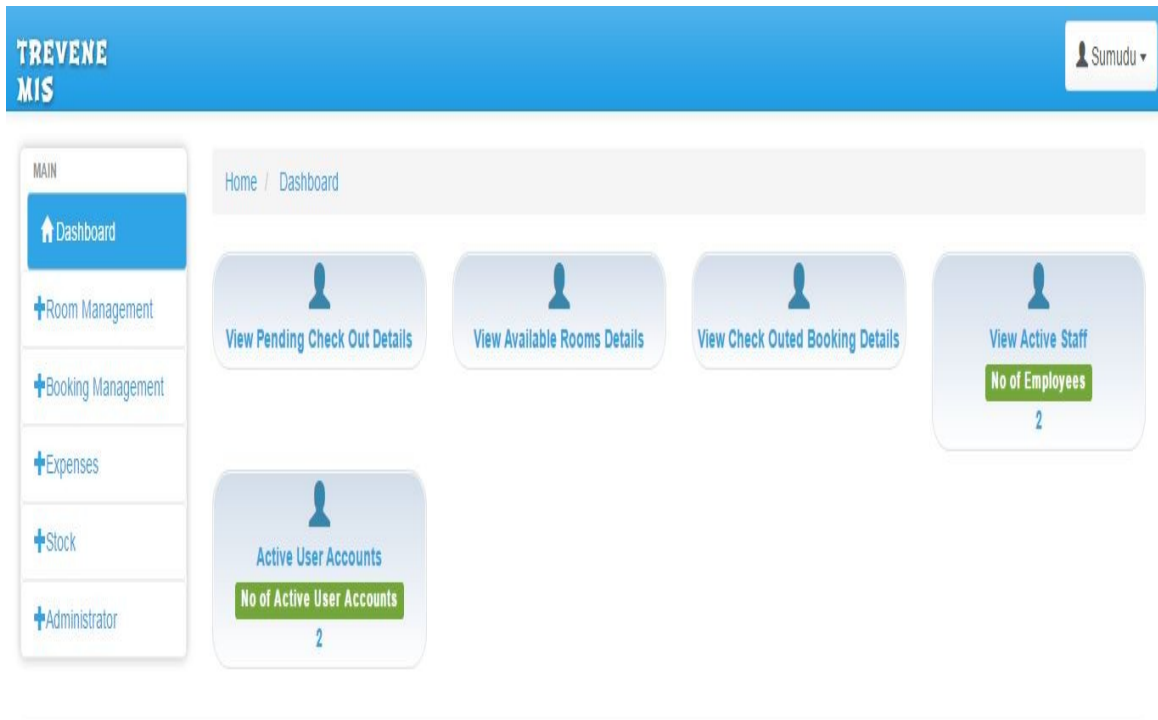 TREVENE
MIS
Sumudu
MAIN
Dashboard
Room Management
Booking Management
Expenses
Stock
Administrator
Home / Dashboard
View Pending Check Out Details
View Available Rooms Details
View Check Outed Booking Details
View Active Staff
No of Employees
2
Active User Accounts
No of Active User Accounts
2